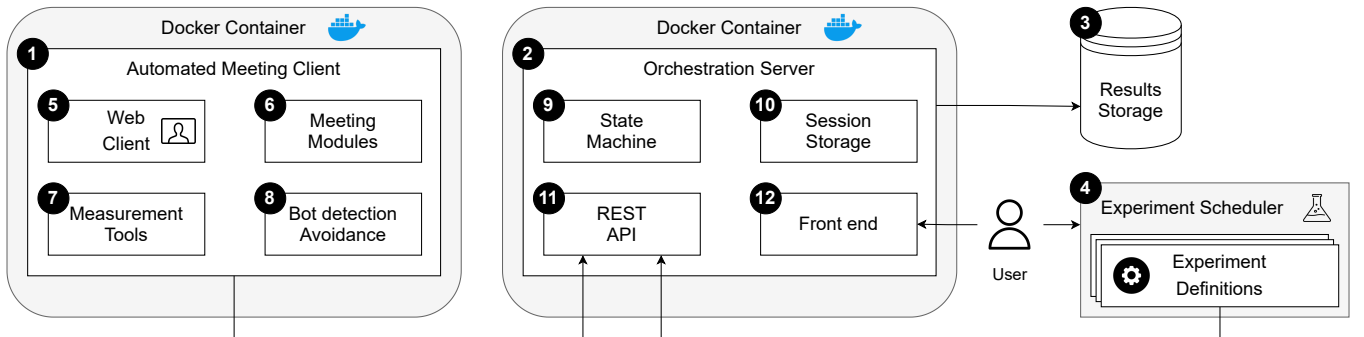 Docker Container
1
Automated Meeting Client
5
Web
Client
6
Meeting
Modules
7
Measurement
Tools
8
Bot detection
Avoidance
Docker Container
2
Orchestration Server
9
State
Machine
10
Session
Storage
11
REST
API
12
Front end
3
Results
Storage
User
4
Experiment Scheduler
Experiment
Definitions